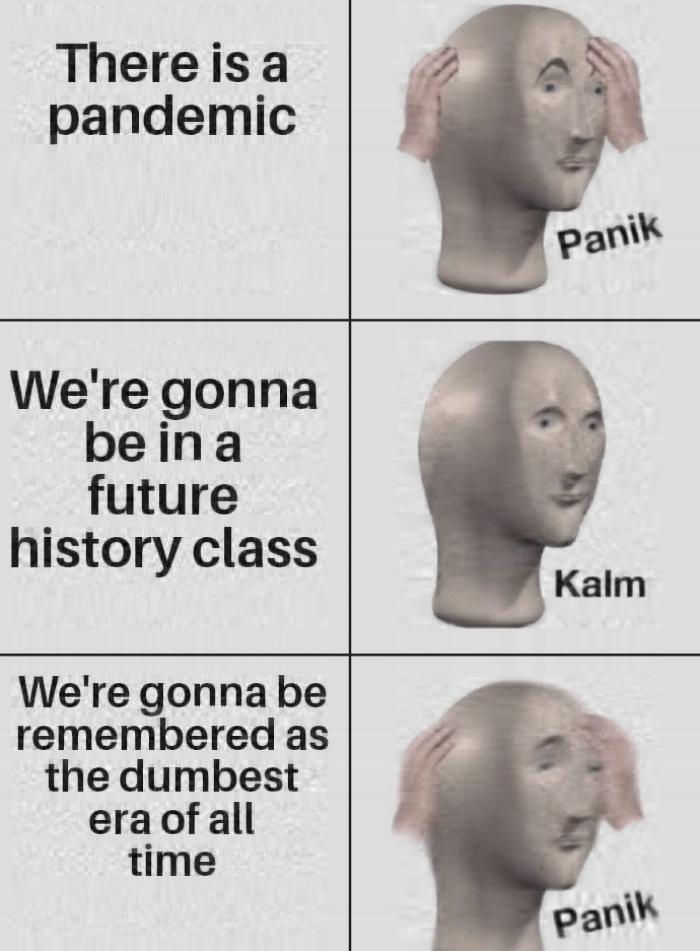 There is a
pandemic
Panik
We're gonna
be in a
future
history class
Kalm
We're gonna be
remembered as
the dumbest
era of all
time
Panik